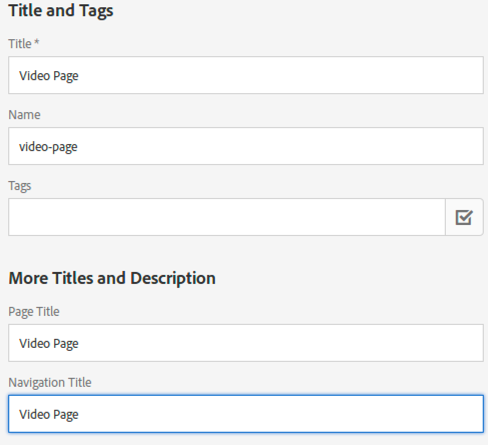 Title and Tags
Title *
Video Page
Name
video-page
Tags
More Titles and Description
Page Title
Video Page
Navigation Title
Video Page